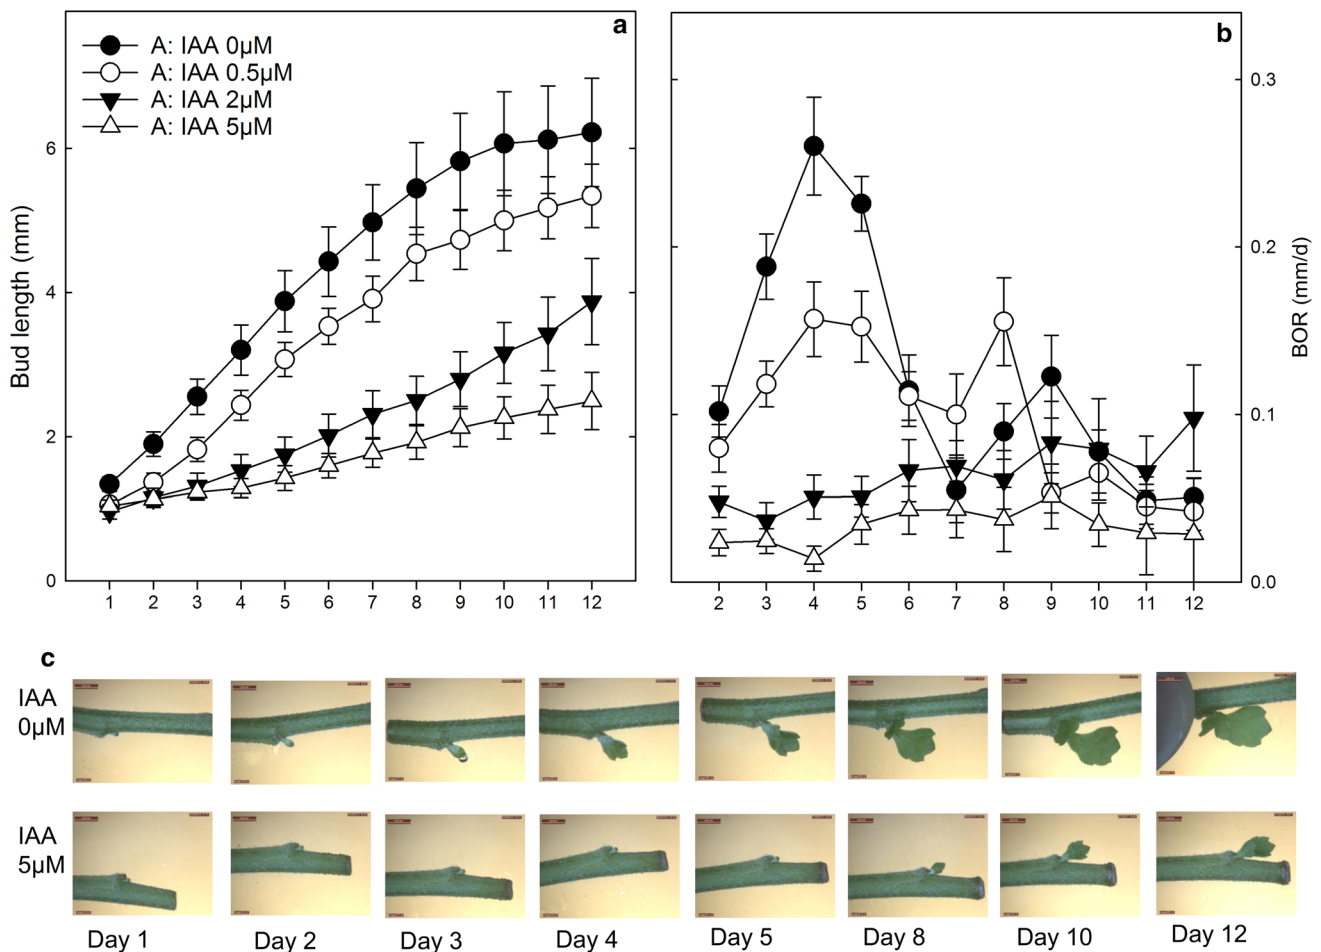 a
A: IAA 0µM
A: IAA 0.5µM
A: IAA 2µM
A: IAA 5µM
6
4
2
0
Bud length (mm)
1 2 3 4 5 6 7 8 9 10 11 12
b
0.3
0.2
0.1
0.0
BOR (mm/d)
2 3 4 5 6 7 8 9 10 11 12
c
IAA
0µM
IAA
5µM
Day 1 Day 2 Day 3 Day 4 Day 5 Day 8 Day 10 Day 12